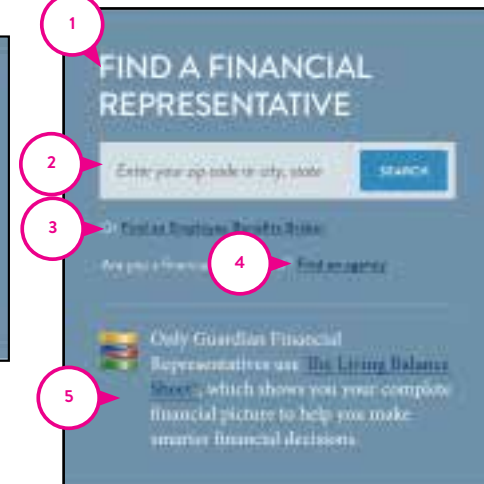 1
FIND A FINANCIAL
REPRESENTATIVE
2
Enter your zip code or city, state
SEARCH
3
Or Find an Employee Benefits Broker
Are you a financial
4
Find an agency
Only Guardian Financial
Representatives use The Living Balance
5
Sheet®, which shows you your complete
financial picture to help you make
smarter financial decisions.